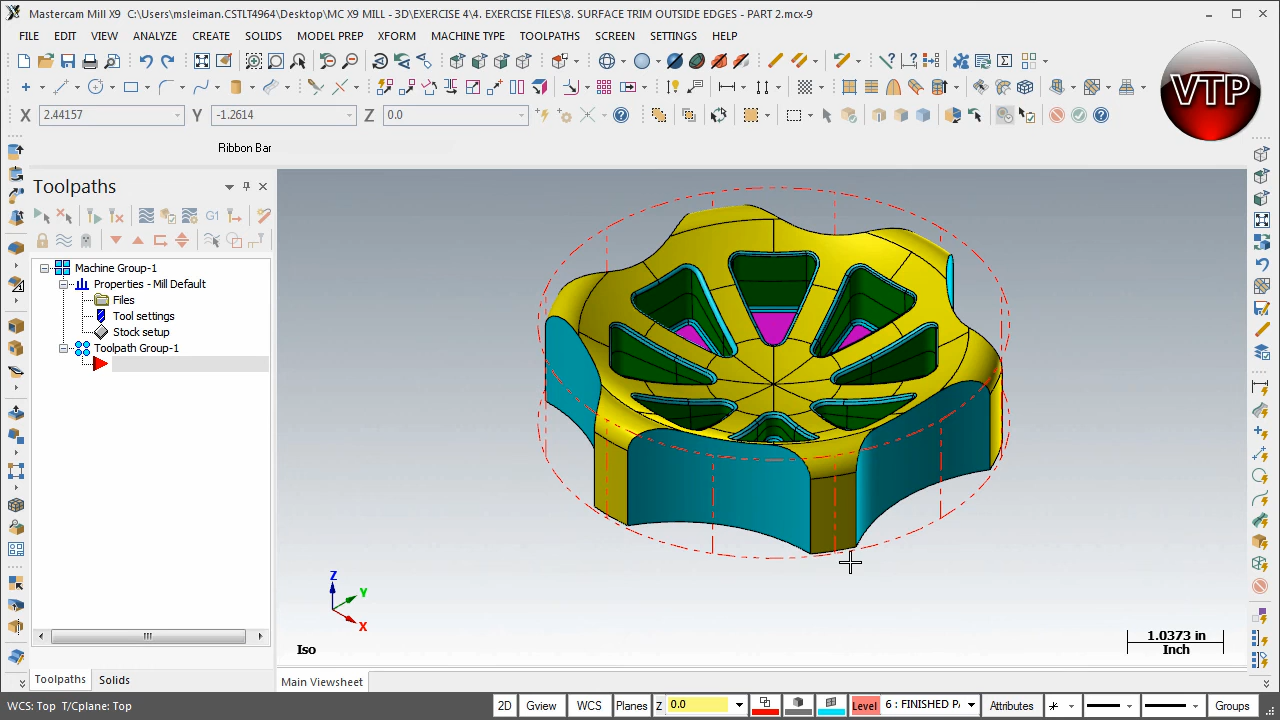 Mastercam Mill X9 C:\Users\msleiman.CSTLT4964\Desktop\MC X9 MILL - 3D\EXERCISE 4\4. EXERCISE FILES\8. SURFACE TRIM OUTSIDE EDGES - PART 2.mcx-9
FILE EDIT VIEW ANALYZE CREATE SOLIDS MODEL PREP XFORM MACHINE TYPE TOOLPATHS SCREEN SETTINGS HELP
VTP
X 2.44157 Y -1.2614 Z 0.0
Ribbon Bar
Toolpaths
G1
Machine Group-1
Properties - Mill Default
Files
Tool settings
Stock setup
Toolpath Group-1
Z
Y
X
Iso
1.0373 in
Inch
Toolpaths Solids
Main Viewsheet
WCS: Top T/Cplane: Top 2D Gview WCS Planes Z 0.0 Level 6 : FINISHED PA Attributes Groups